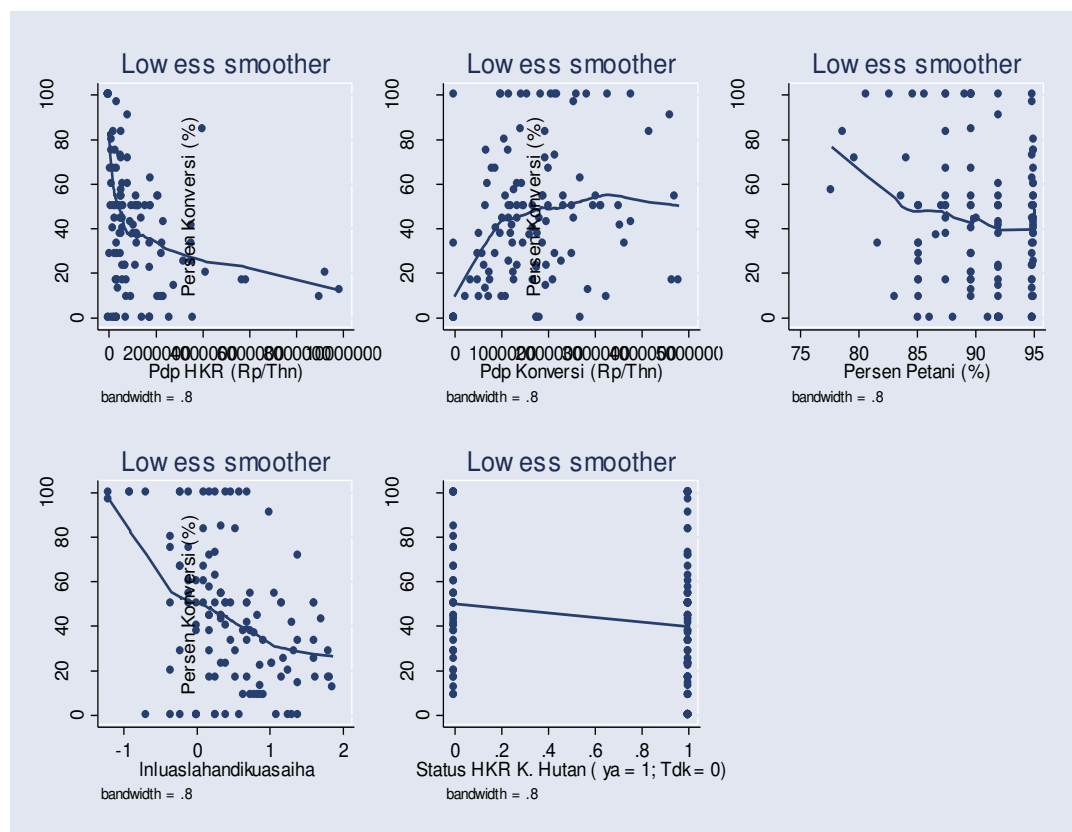 Low ess smoother
100
80
60
40
20
0
Persen Konversi (%)
0 2000000 4000000 6000000 8000000 10000000
Pdp HKR (Rp/Thn)
bandwidth = .8
Low ess smoother
100
80
60
40
20
0
Persen Konversi (%)
0 1000000 2000000 3000000 4000000 5000000
Pdp Konversi (Rp/Thn)
bandwidth = .8
Low ess smoother
100
80
60
40
20
0
75 80 85 90 95
Persen Petani (%)
bandwidth = .8
Low ess smoother
100
80
60
40
20
0
Persen Konversi (%)
-1 0 1 2
lnluaslahandikuasaiha
bandwidth = .8
Low ess smoother
100
80
60
40
20
0
0 .2 .4 .6 .8 1
Status HKR K. Hutan ( ya = 1; Tdk = 0)
bandwidth = .8